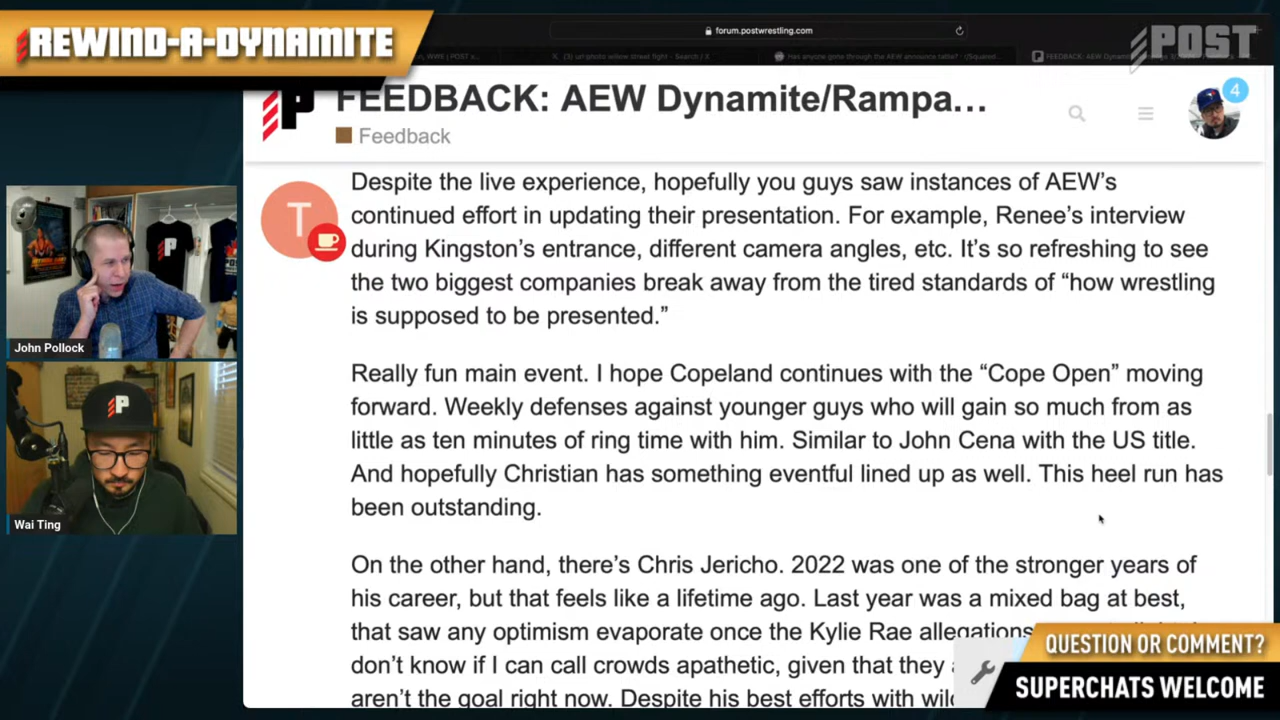 REWIND-A-DYNAMITE
forum.postwrestling.com
POST
FEEDBACK: AEW Dynamite/Rampa…
4
Feedback
T
Despite the live experience, hopefully you guys saw instances of AEW’s
continued effort in updating their presentation. For example, Renee’s interview
during Kingston’s entrance, different camera angles, etc. It’s so refreshing to see
the two biggest companies break away from the tired standards of “how wrestling
is supposed to be presented.”
Really fun main event. I hope Copeland continues with the “Cope Open” moving
forward. Weekly defenses against younger guys who will gain so much from as
little as ten minutes of ring time with him. Similar to John Cena with the US title.
And hopefully Christian has something eventful lined up as well. This heel run has
been outstanding.
On the other hand, there’s Chris Jericho. 2022 was one of the stronger years of
his career, but that feels like a lifetime ago. Last year was a mixed bag at best,
that saw any optimism evaporate once the Kylie Rae allegations
don’t know if I can call crowds apathetic, given that they
aren’t the goal right now. Despite his best efforts with
John Pollock
Wai Ting
QUESTION OR COMMENT?
SUPERCHATS WELCOME